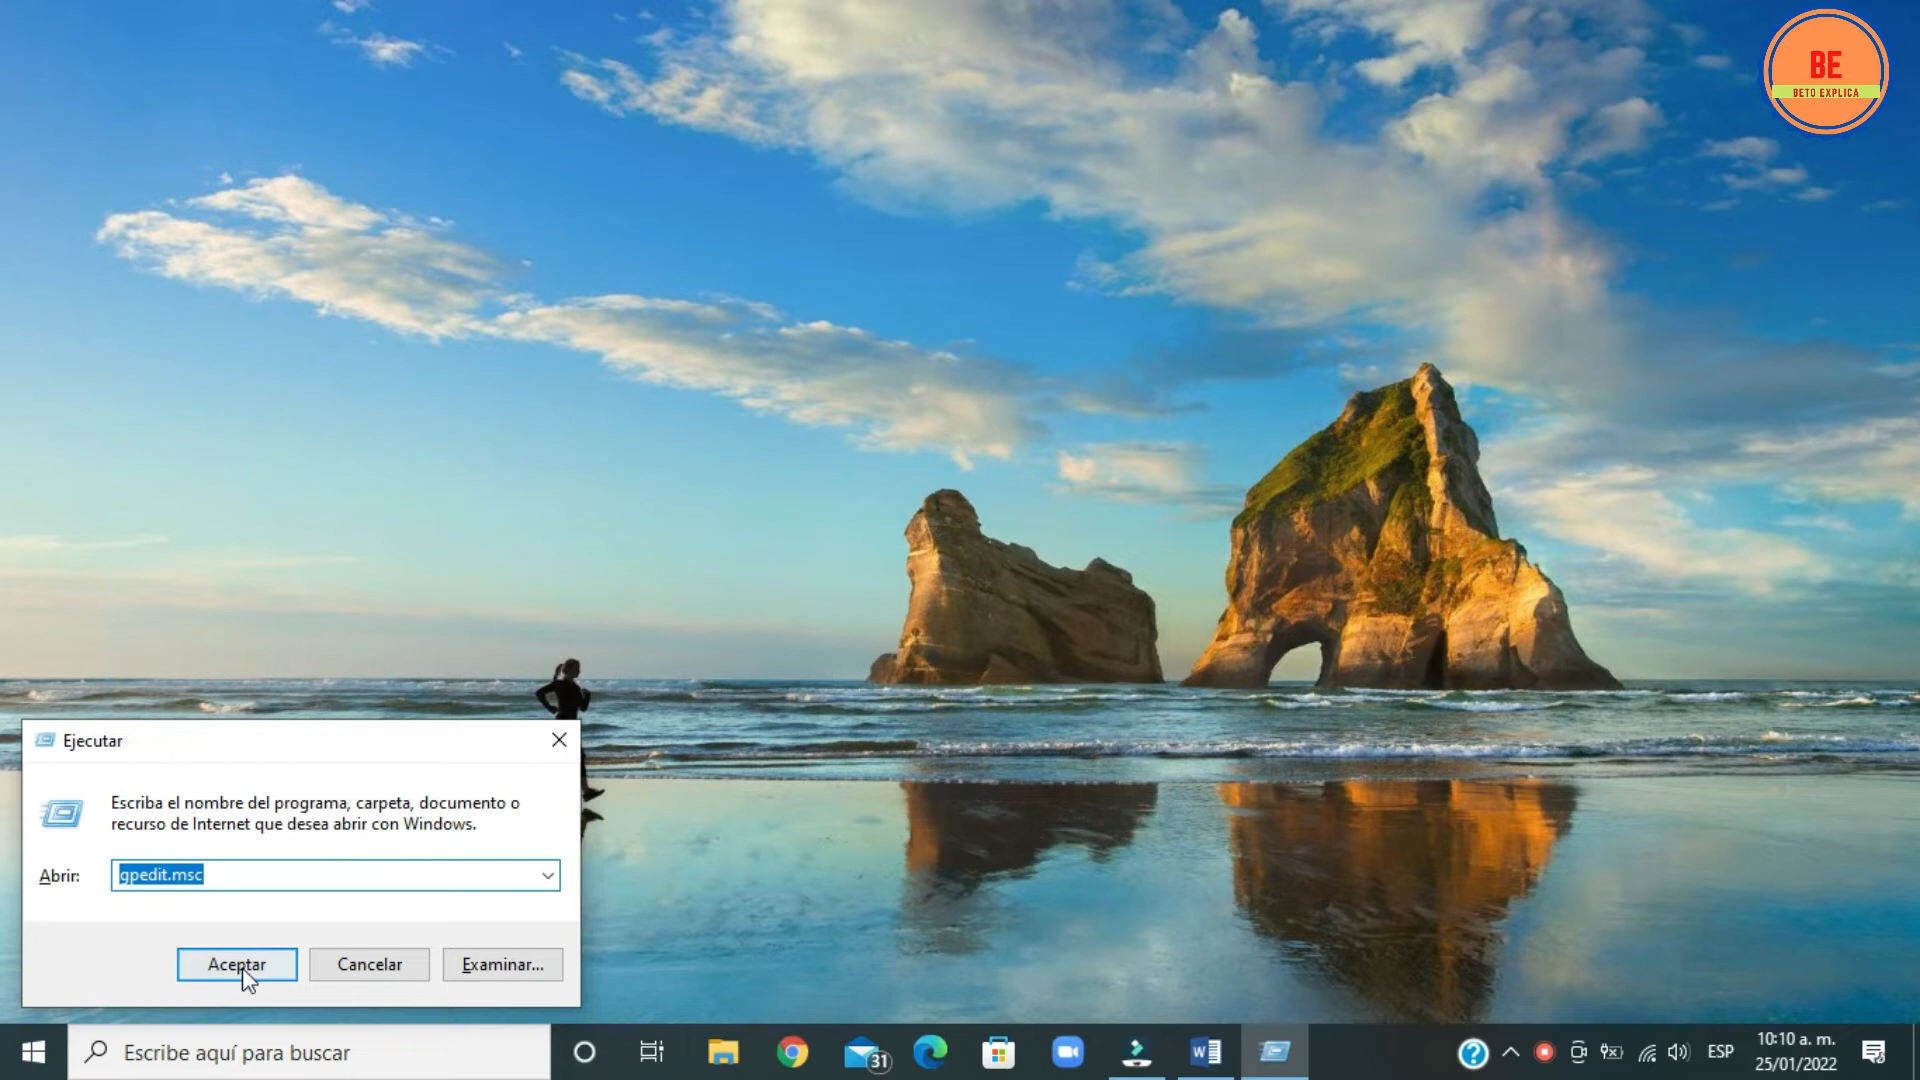 BE
BETO EXPLICA
Ejecutar
Escriba el nombre del programa, carpeta, documento o
recurso de Internet que desea abrir con Windows.
Abrir:
gpedit.msc
Aceptar
Cancelar
Examinar...
Escribe aquí para buscar
31
W
ESP
10:10 a. m.
25/01/2022